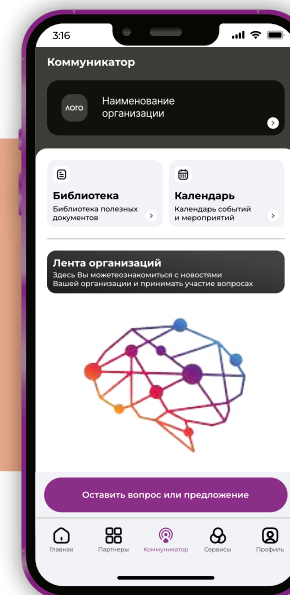 3:16
Коммуникатор
ЛОГО
Наименование
организации
Библиотека
Библиотека полезных
документов
Календарь
Календарь событий
и мероприятий
Лента организаций
Здесь Вы можетеознакомиться с новостями
Вашей организации и принимать участие вопросах
Оставить вопрос или предложение
Главная
Партнеры
Коммуникатор
Сервисы
Профиль